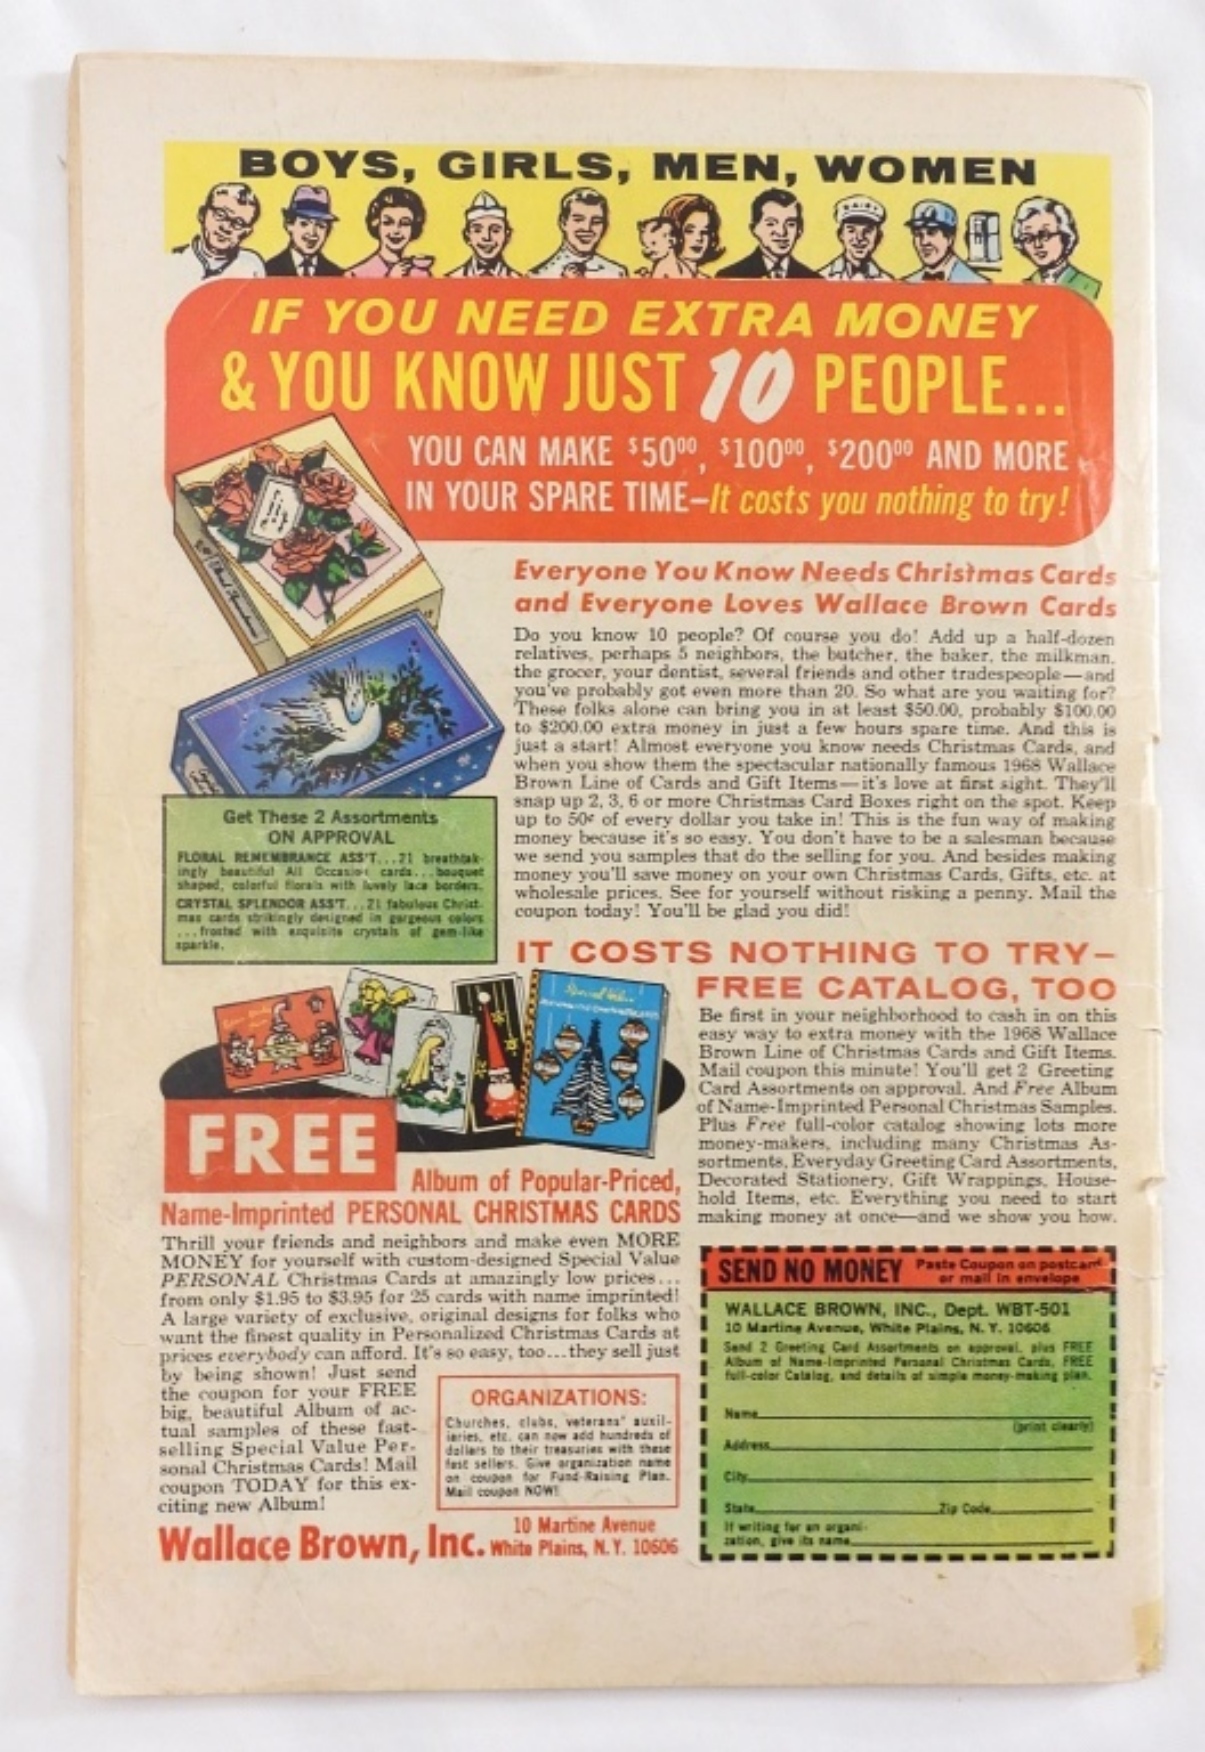 BOYS, GIRLS, MEN, WOMEN
DAIRY
IF YOU NEED EXTRA MONEY
& YOU KNOW JUST 10 PEOPLE...
YOU CAN MAKE $50⁰⁰, $100⁰⁰, $200⁰⁰ AND MORE
IN YOUR SPARE TIME–It costs you nothing to try!
Everyone You Know Needs Christmas Cards
and Everyone Loves Wallace Brown Cards
Do you know 10 people? Of course you do! Add up a half-dozen
relatives, perhaps 5 neighbors, the butcher, the baker, the milkman,
the grocer, your dentist, several friends and other tradespeople—and
you've probably got even more than 20. So what are you waiting for?
These folks alone can bring you in at least $50.00, probably $100.00
to $200.00 extra money in just a few hours spare time. And this is
just a start! Almost everyone you know needs Christmas Cards, and
when you show them the spectacular nationally famous 1968 Wallace
Brown Line of Cards and Gift Items—it's love at first sight. They'll
snap up 2, 3, 6 or more Christmas Card Boxes right on the spot. Keep
up to 50¢ of every dollar you take in! This is the fun way of making
money because it's so easy. You don't have to be a salesman because
we send you samples that do the selling for you. And besides making
money you'll save money on your own Christmas Cards, Gifts, etc. at
wholesale prices. See for yourself without risking a penny. Mail the
coupon today! You'll be glad you did!
Get These 2 Assortments
ON APPROVAL
FLORAL REMEMBRANCE ASS'T...21 breathtak-
ingly beautiful All Occasion cards...bouquet
shaped, colorful florals with lovely lace borders.
CRYSTAL SPLENDOR ASS'T...21 fabulous Christ-
mas cards strikingly designed in gorgeous colors
...frosted with exquisite crystals of gem-like
sparkle.
IT COSTS NOTHING TO TRY–
FREE CATALOG, TOO
Be first in your neighborhood to cash in on this
easy way to extra money with the 1968 Wallace
Brown Line of Christmas Cards and Gift Items.
Mail coupon this minute! You'll get 2 Greeting
Card Assortments on approval. And Free Album
of Name-Imprinted Personal Christmas Samples.
Plus Free full-color catalog showing lots more
money-makers, including many Christmas As-
sortments, Everyday Greeting Card Assortments,
Decorated Stationery, Gift Wrappings, House-
hold Items, etc. Everything you need to start
making money at once—and we show you how.
Special Value
FREE
Album of Popular-Priced,
Name-Imprinted PERSONAL CHRISTMAS CARDS
Thrill your friends and neighbors and make even MORE
MONEY for yourself with custom-designed Special Value
PERSONAL Christmas Cards at amazingly low prices...
from only $1.95 to $3.95 for 25 cards with name imprinted!
A large variety of exclusive, original designs for folks who
want the finest quality in Personalized Christmas Cards at
prices everybody can afford. It's so easy, too...they sell just
by being shown! Just send
the coupon for your FREE
big, beautiful Album of ac-
tual samples of these fast-
selling Special Value Per-
sonal Christmas Cards! Mail
coupon TODAY for this ex-
citing new Album!
ORGANIZATIONS:
Churches, clubs, veterans' auxil-
iaries, etc. can now add hundreds of
dollars to their treasuries with these
fast sellers. Give organization name
on coupon for Fund-Raising Plan.
Mail coupon NOW!
Wallace Brown, Inc. 10 Martine Avenue
White Plains, N.Y. 10606
SEND NO MONEY Paste Coupon on postcard
or mail in envelope
WALLACE BROWN, INC., Dept. WBT-501
10 Martine Avenue, White Plains, N. Y. 10606
Send 2 Greeting Card Assortments on approval, plus FREE
Album of Name-Imprinted Personal Christmas Cards, FREE
full-color Catalog, and details of simple money-making plan.
Name
(print clearly)
Address
City
State Zip Code
If writing for an organi-
zation, give its name